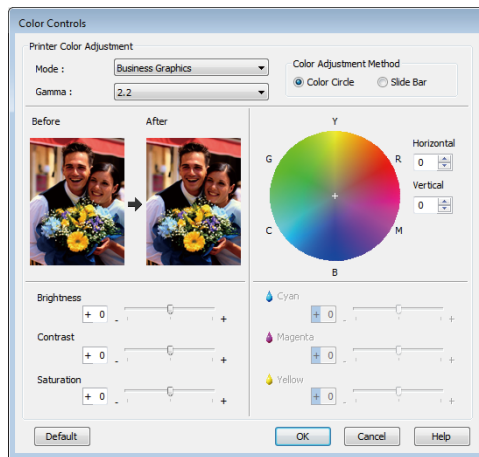 Color Controls
Printer Color Adjustment
Mode : Business Graphics
Gamma : 2.2
Color Adjustment Method
Color Circle Slide Bar
Before After
Y
G R
C M
B
Horizontal
0
Vertical
0
Brightness
+ 0 - +
Contrast
+ 0 - +
Saturation
+ 0 - +
Cyan
+ 0 - +
Magenta
+ 0 - +
Yellow
+ 0 - +
Default OK Cancel Help